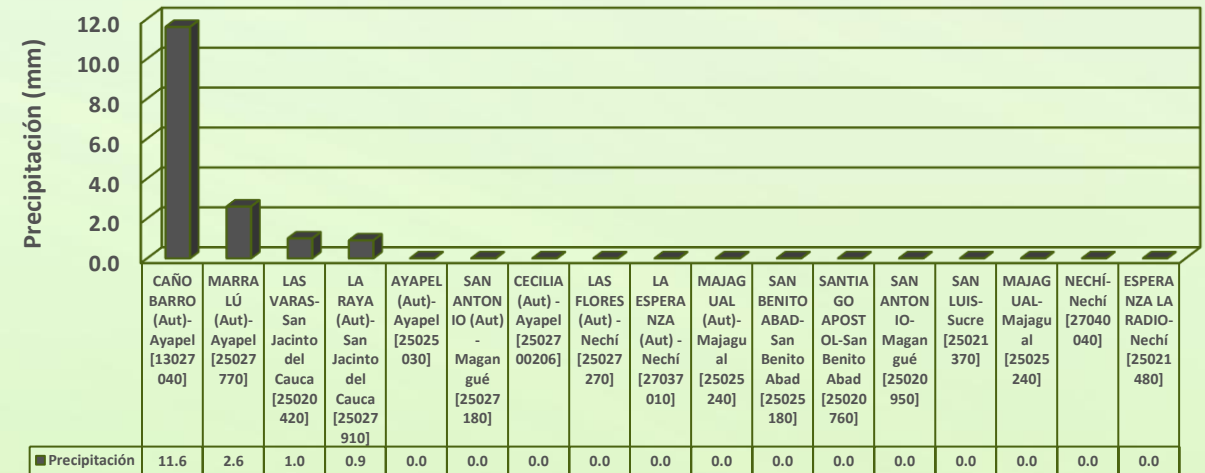 Precipitación (mm)
12.0
10.0
8.0
6.0
4.0
2.0
0.0
CAÑO
BARRO
(Aut)-
Ayapel
[13027
040]
MARRA
LÚ
(Aut)-
Ayapel
[25027
770]
LAS
VARAS-
San
Jacinto
del
Cauca
[25020
420]
LA
RAYA
(Aut)-
San
Jacinto
del
Cauca
[25027
910]
AYAPEL
(Aut)-
Ayapel
[25025
030]
SAN
ANTON
IO (Aut)
-
Magan
gué
[25027
180]
CECILIA
(Aut) -
Ayapel
[25027
00206]
LAS
FLORES
(Aut) -
Nechí
[25027
270]
LA
ESPERA
NZA
(Aut) -
Nechí
[27037
010]
MAJAG
UAL
(Aut)-
Majagu
al
[25025
240]
SAN
BENITO
ABAD-
San
Benito
Abad
[25025
180]
SANTIA
GO
APOST
OL-San
Benito
Abad
[25020
760]
SAN
ANTON
IO-
Magan
gué
[25020
950]
SAN
LUIS-
Sucre
[25021
370]
MAJAG
UAL-
Majagu
al
[25025
240]
NECHÍ-
Nechí
[27040
040]
ESPERA
NZA LA
RADIO-
Nechí
[25021
480]
Precipitación 11.6 2.6 1.0 0.9 0.0 0.0 0.0 0.0 0.0 0.0 0.0 0.0 0.0 0.0 0.0 0.0 0.0